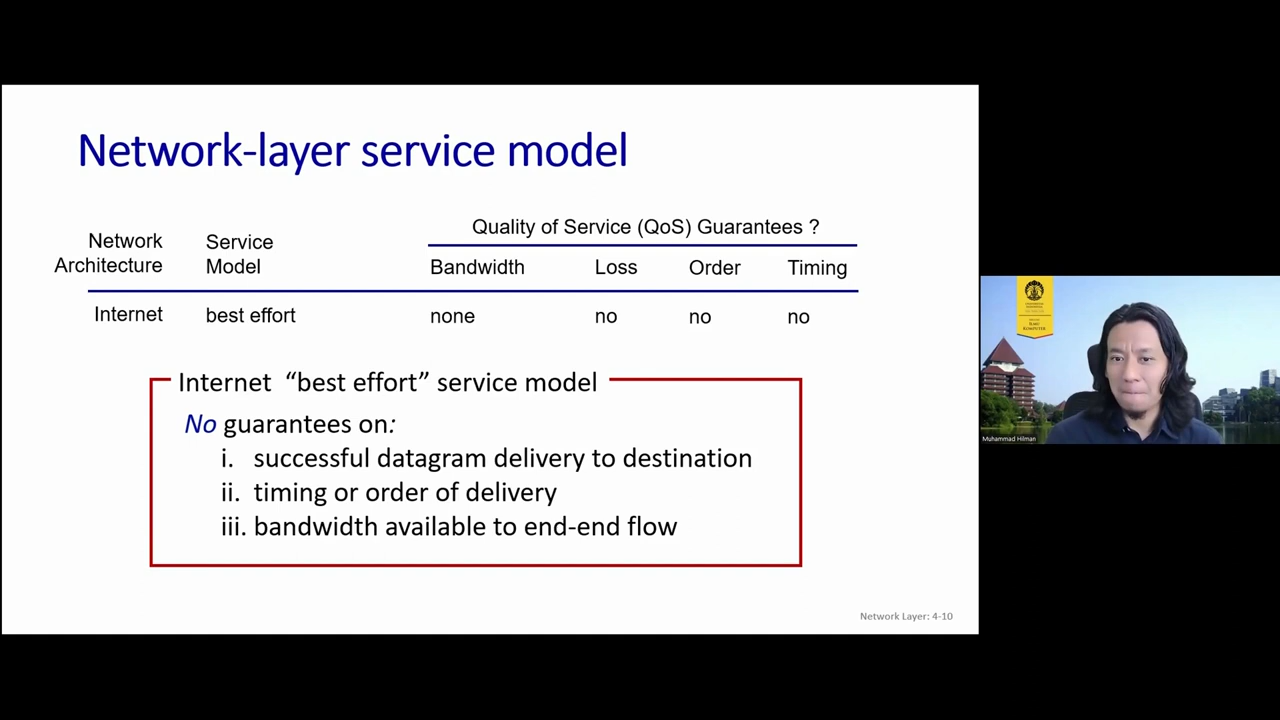 Network-layer service model
Quality of Service (QoS) Guarantees ?
Network Architecture
Service Model
Bandwidth Loss Order Timing
Internet best effort none no no no
Internet “best effort” service model
No guarantees on:
i. successful datagram delivery to destination
ii. timing or order of delivery
iii. bandwidth available to end-end flow
Network Layer: 4-10
ILMU
KOMPUTER
Muhammad Hilman